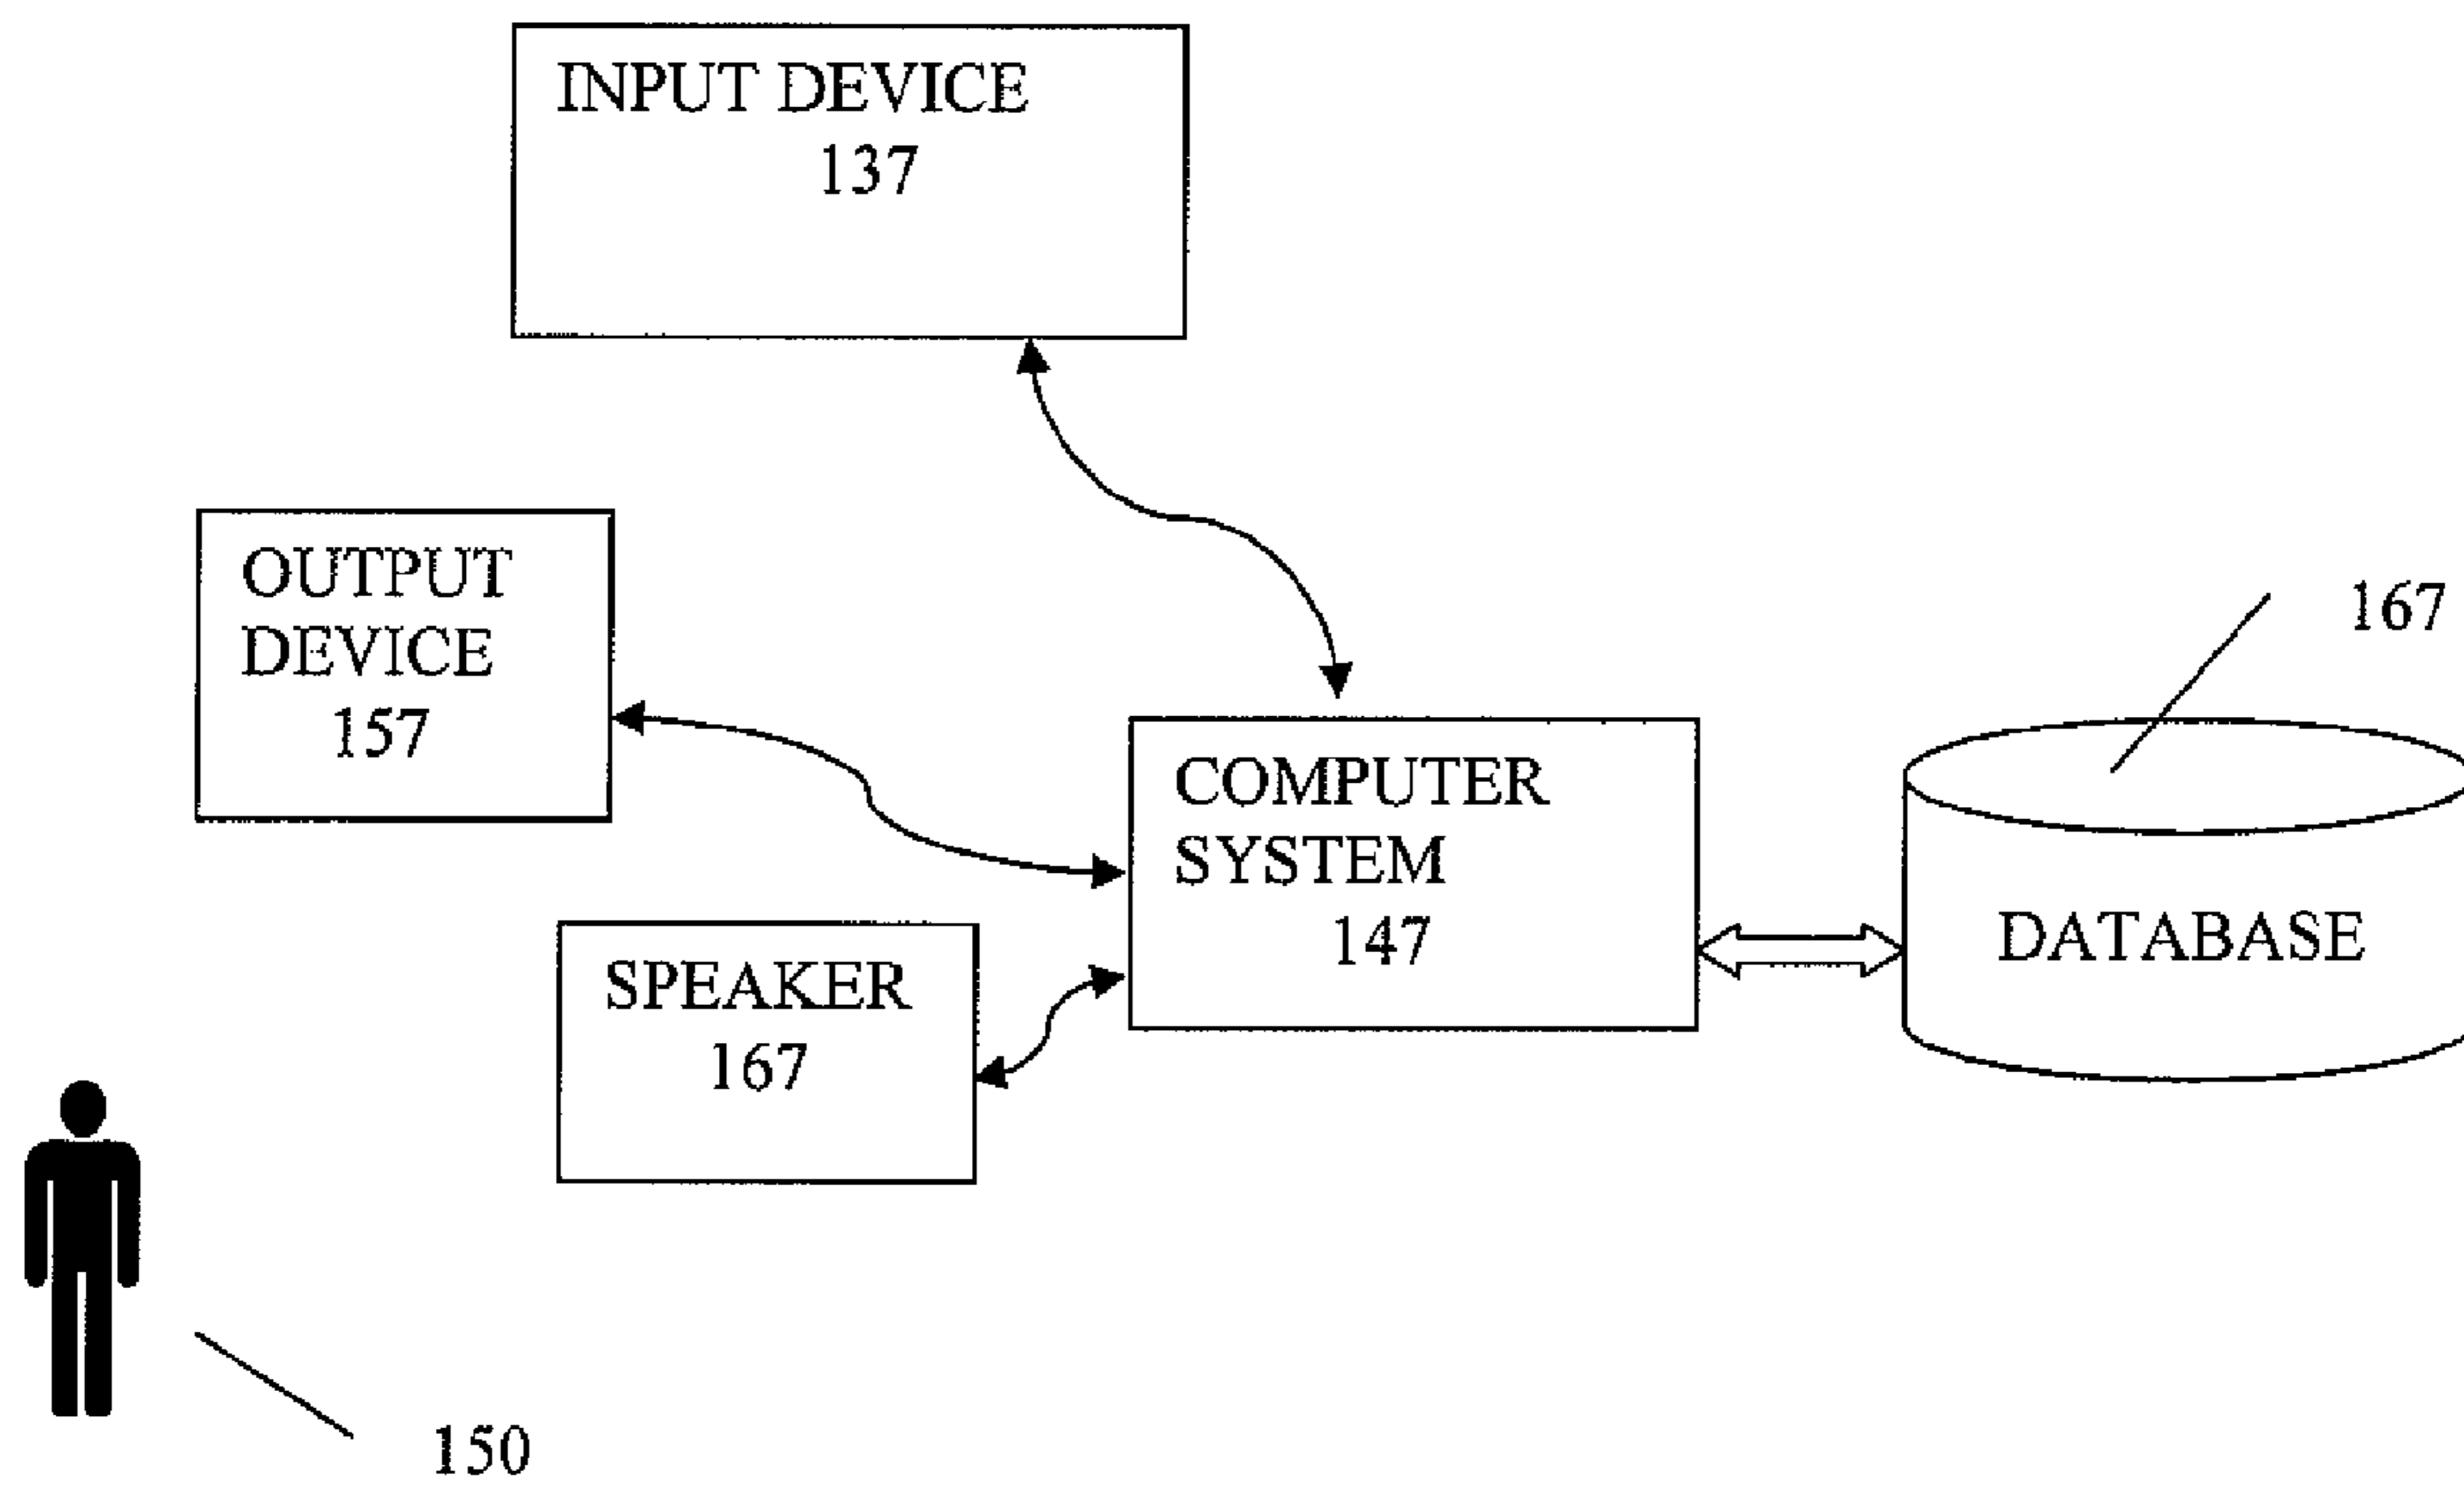 INPUT DEVICE
137
OUTPUT
DEVICE
157
167
COMPUTER
SYSTEM
147
DATABASE
SPEAKER
167
150